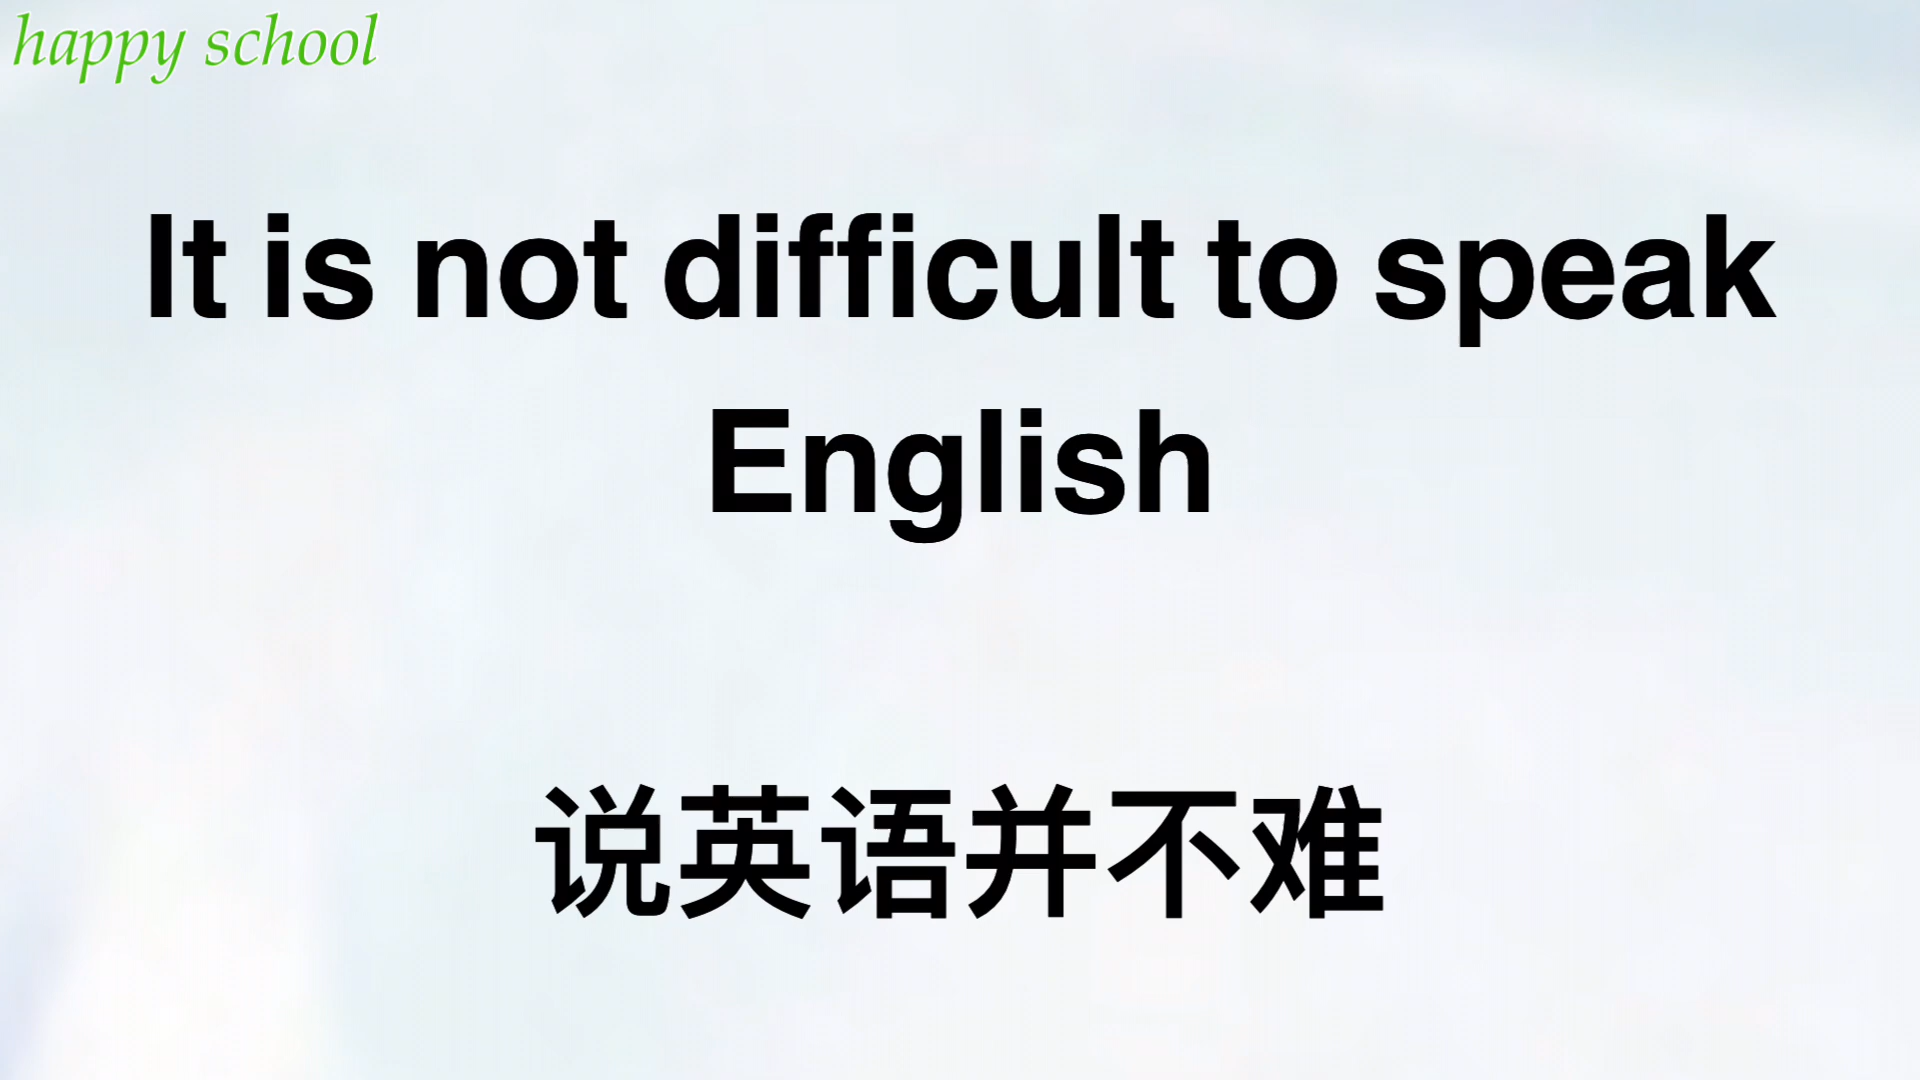 happy school
It is not difficult to speak
English
说英语并不难